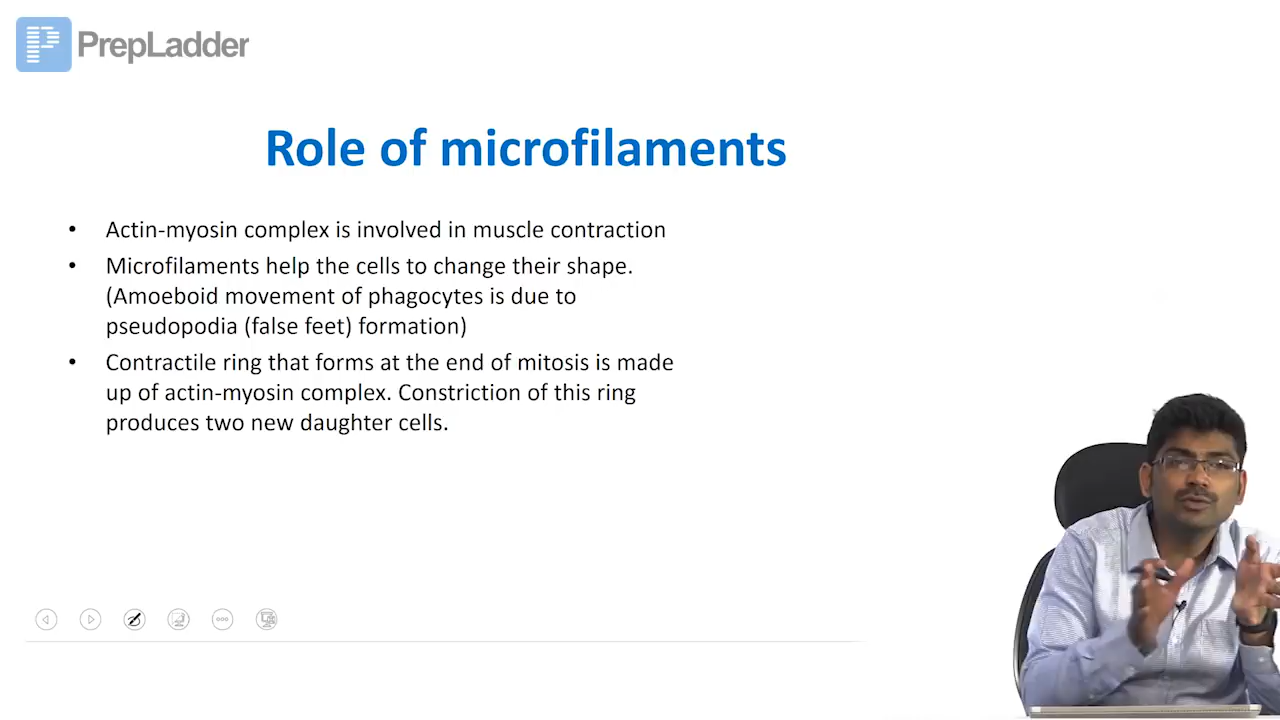 PrepLadder
Role of microfilaments
• Actin-myosin complex is involved in muscle contraction
• Microfilaments help the cells to change their shape.
(Amoeboid movement of phagocytes is due to
pseudopodia (false feet) formation)
• Contractile ring that forms at the end of mitosis is made
up of actin-myosin complex. Constriction of this ring
produces two new daughter cells.